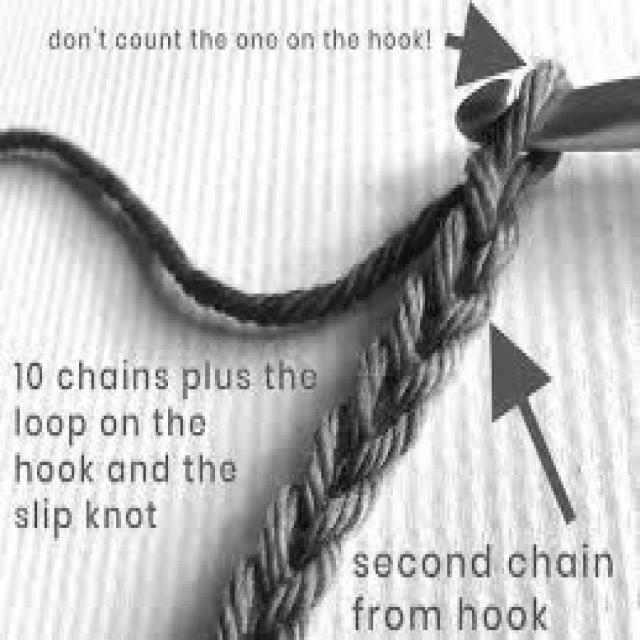 don't count the one on the hook!
10 chains plus the
loop on the
hook and the
slip knot
second chain
from hook